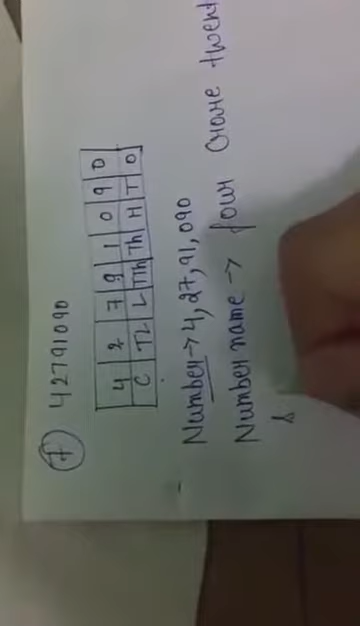 (f) 42791090
4 2 7 9 1 0 9 0
C TL L TTh Th H T O
Number→ 4,27,91,090
Number name → four crore twent